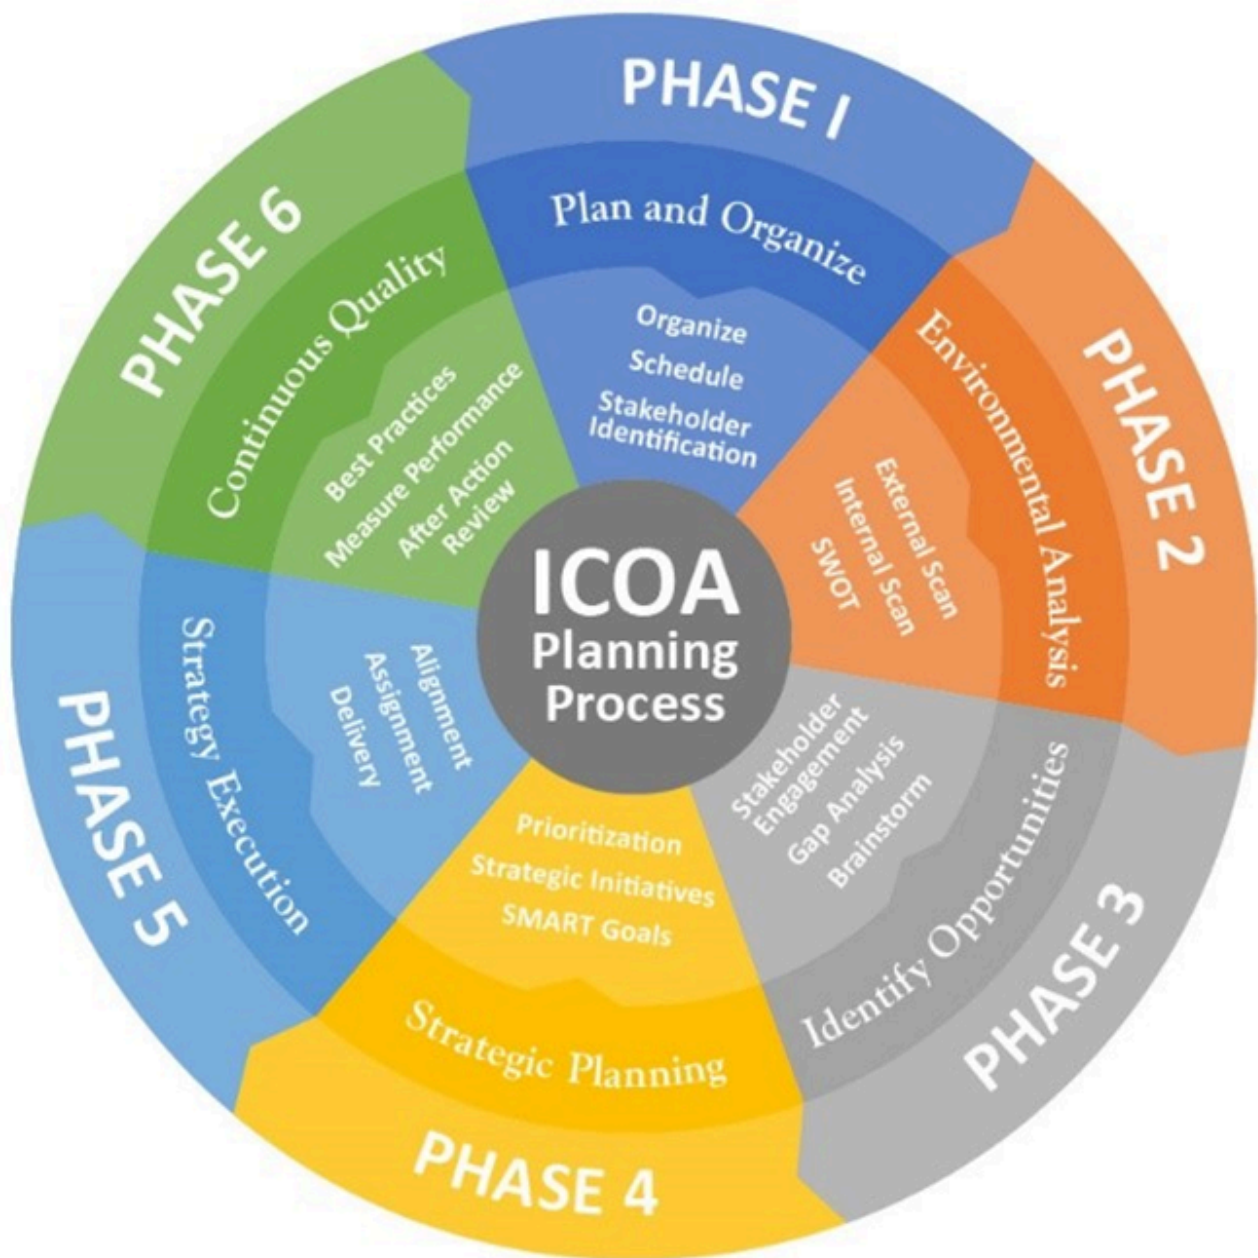 PHASE I
Plan and Organize
Organize
Schedule
Stakeholder
Identification
PHASE 2
Environmental Analysis
External Scan
Internal Scan
SWOT
PHASE 3
Identify Opportunities
Stakeholder
Engagement
Gap Analysis
Brainstorm
PHASE 4
Strategic Planning
Prioritization
Strategic Initiatives
SMART Goals
PHASE 5
Strategy Execution
Alignment
Assignment
Delivery
PHASE 6
Continuous Quality
Best Practices
Measure Performance
After Action
Review
ICOA
Planning
Process